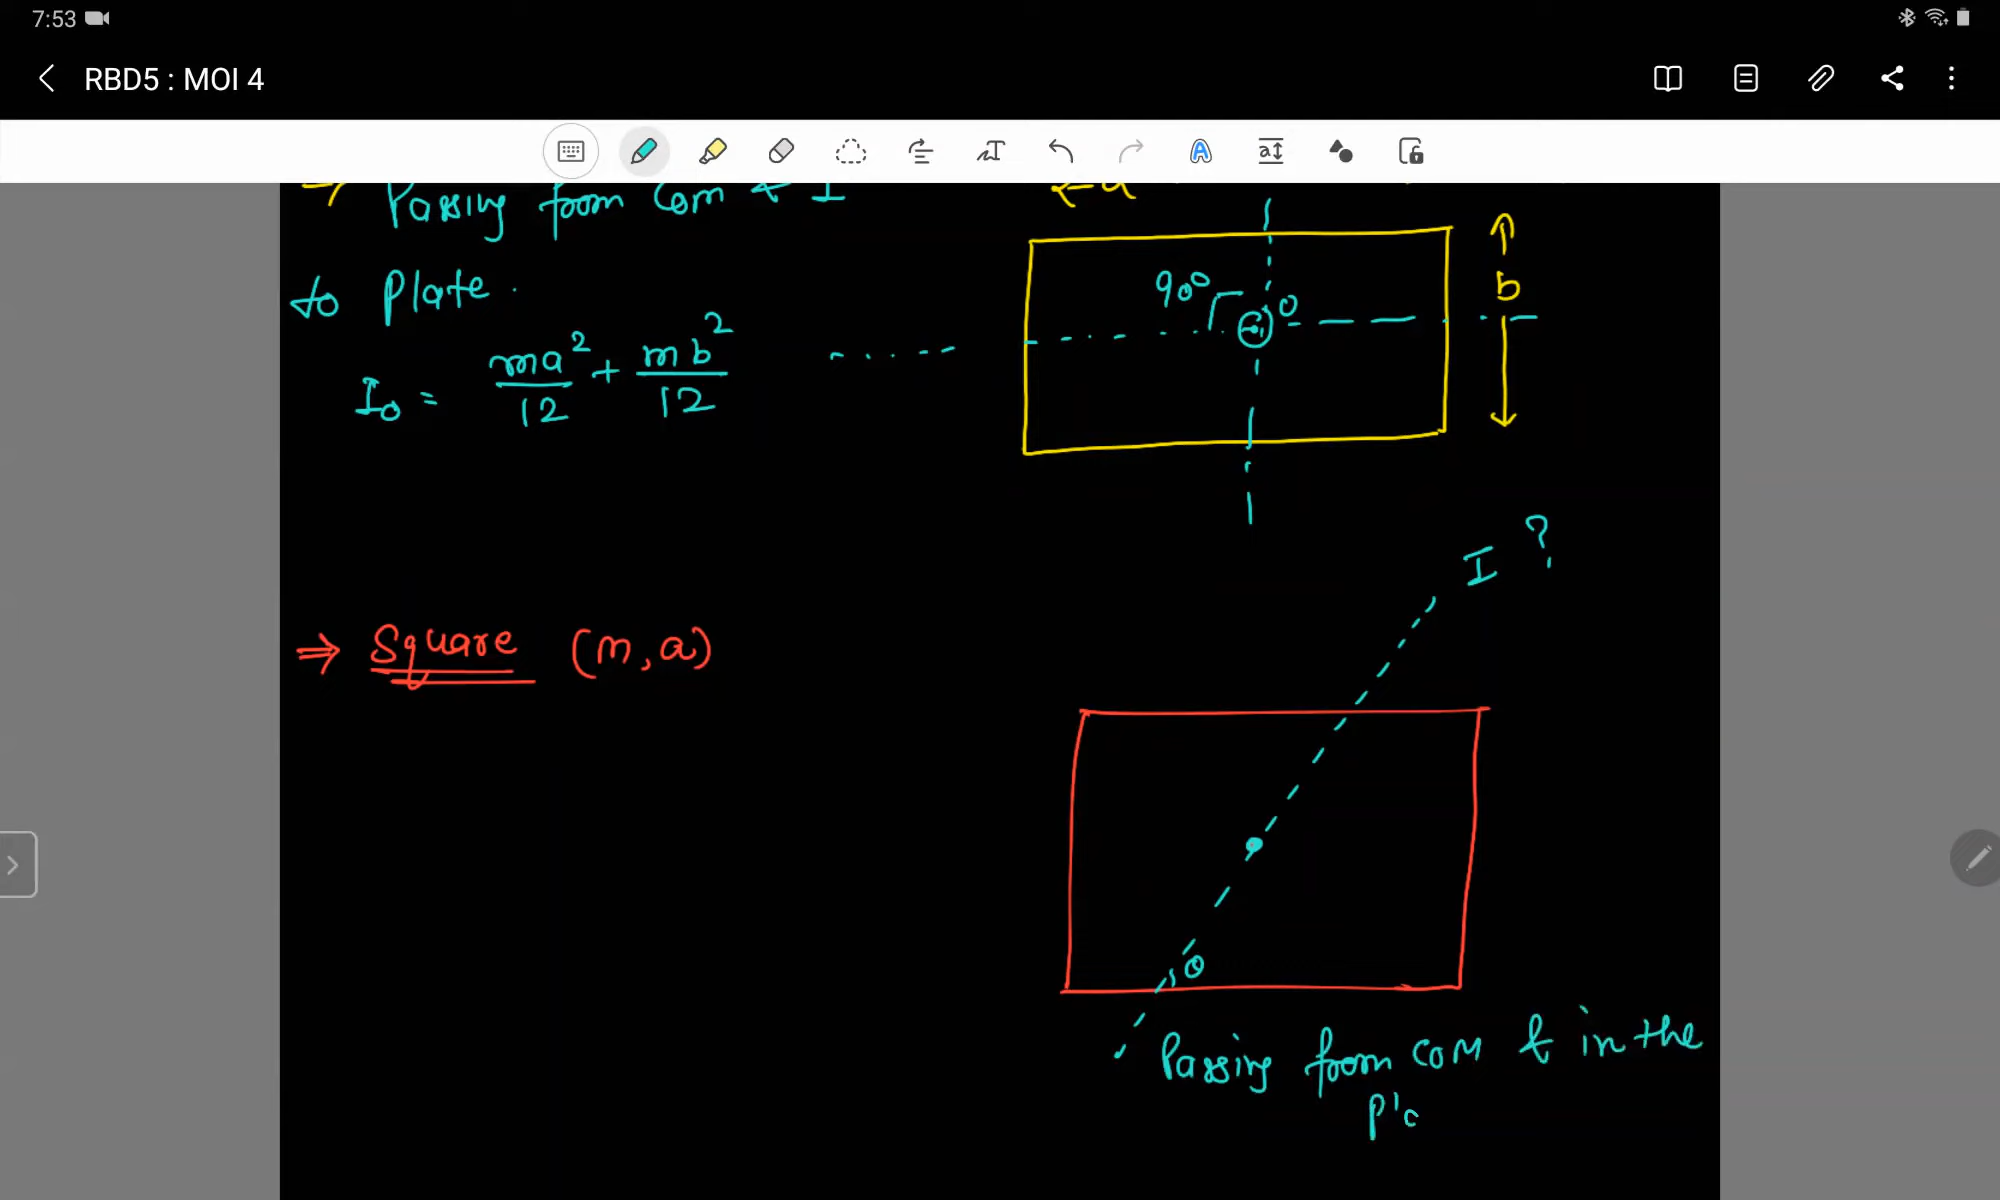 7:53
RBD5 : MOI 4
Passing from Com & I
← a
to Plate.
b
90° O
I₀ = ma²/12 + mb²/12
I ?
⇒ Square (m, a)
θ
Passing from COM & in the